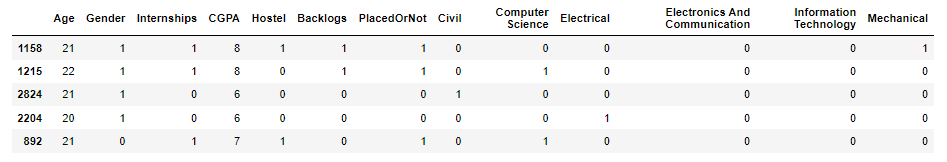 Age Gender Internships CGPA Hostel Backlogs PlacedOrNot Civil Computer Science Electrical Electronics And Communication Information Technology Mechanical
1158 21 1 1 8 1 1 1 0 0 0 0 0 1
1215 22 1 1 8 0 1 1 0 1 0 0 0 0
2824 21 1 0 6 0 0 0 1 0 0 0 0 0
2204 20 1 0 6 0 0 0 0 0 1 0 0 0
892 21 0 1 7 1 0 1 0 1 0 0 0 0